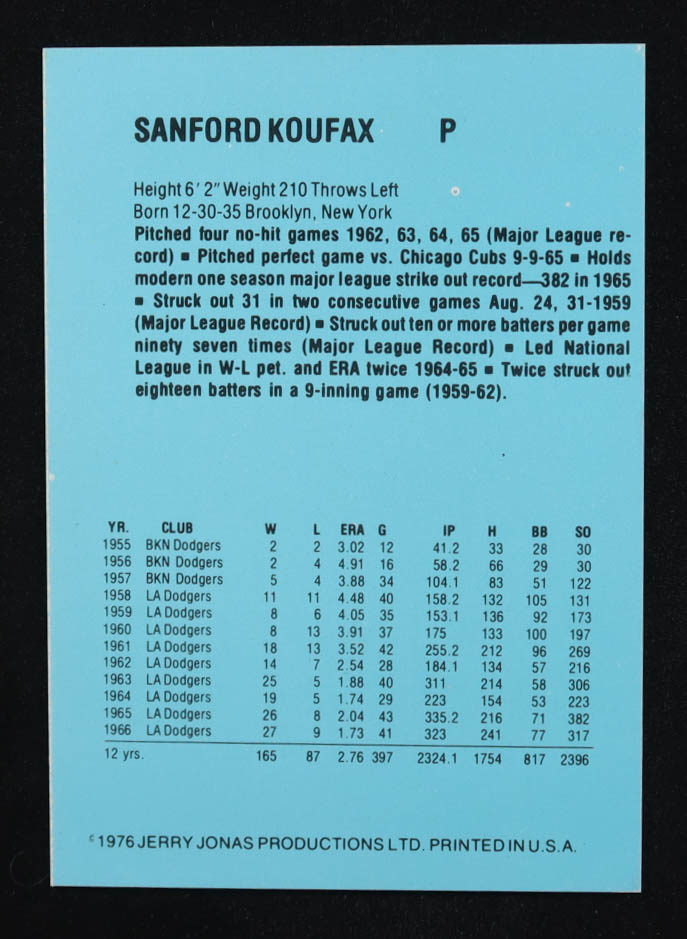 SANFORD KOUFAX P
Height 6' 2" Weight 210 Throws Left
Born 12-30-35 Brooklyn, New York
Pitched four no-hit games 1962, 63, 64, 65 (Major League re-
cord) ▪ Pitched perfect game vs. Chicago Cubs 9-9-65 ▪ Holds
modern one season major league strike out record—382 in 1965
▪ Struck out 31 in two consecutive games Aug. 24, 31-1959
(Major League Record) ▪ Struck out ten or more batters per game
ninety seven times (Major League Record) ▪ Led National
League in W-L pet. and ERA twice 1964-65 ▪ Twice struck out
eighteen batters in a 9-inning game (1959-62).
YR. CLUB W L ERA G IP H BB SO
1955 BKN Dodgers 2 2 3.02 12 41.2 33 28 30
1956 BKN Dodgers 2 4 4.91 16 58.2 66 29 30
1957 BKN Dodgers 5 4 3.88 34 104.1 83 51 122
1958 LA Dodgers 11 11 4.48 40 158.2 132 105 131
1959 LA Dodgers 8 6 4.05 35 153.1 136 92 173
1960 LA Dodgers 8 13 3.91 37 175 133 100 197
1961 LA Dodgers 18 13 3.52 42 255.2 212 96 269
1962 LA Dodgers 14 7 2.54 28 184.1 134 57 216
1963 LA Dodgers 25 5 1.88 40 311 214 58 306
1964 LA Dodgers 19 5 1.74 29 223 154 53 223
1965 LA Dodgers 26 8 2.04 43 335.2 216 71 382
1966 LA Dodgers 27 9 1.73 41 323 241 77 317
12 yrs. 165 87 2.76 397 2324.1 1754 817 2396
© 1976 JERRY JONAS PRODUCTIONS LTD. PRINTED IN U.S.A.